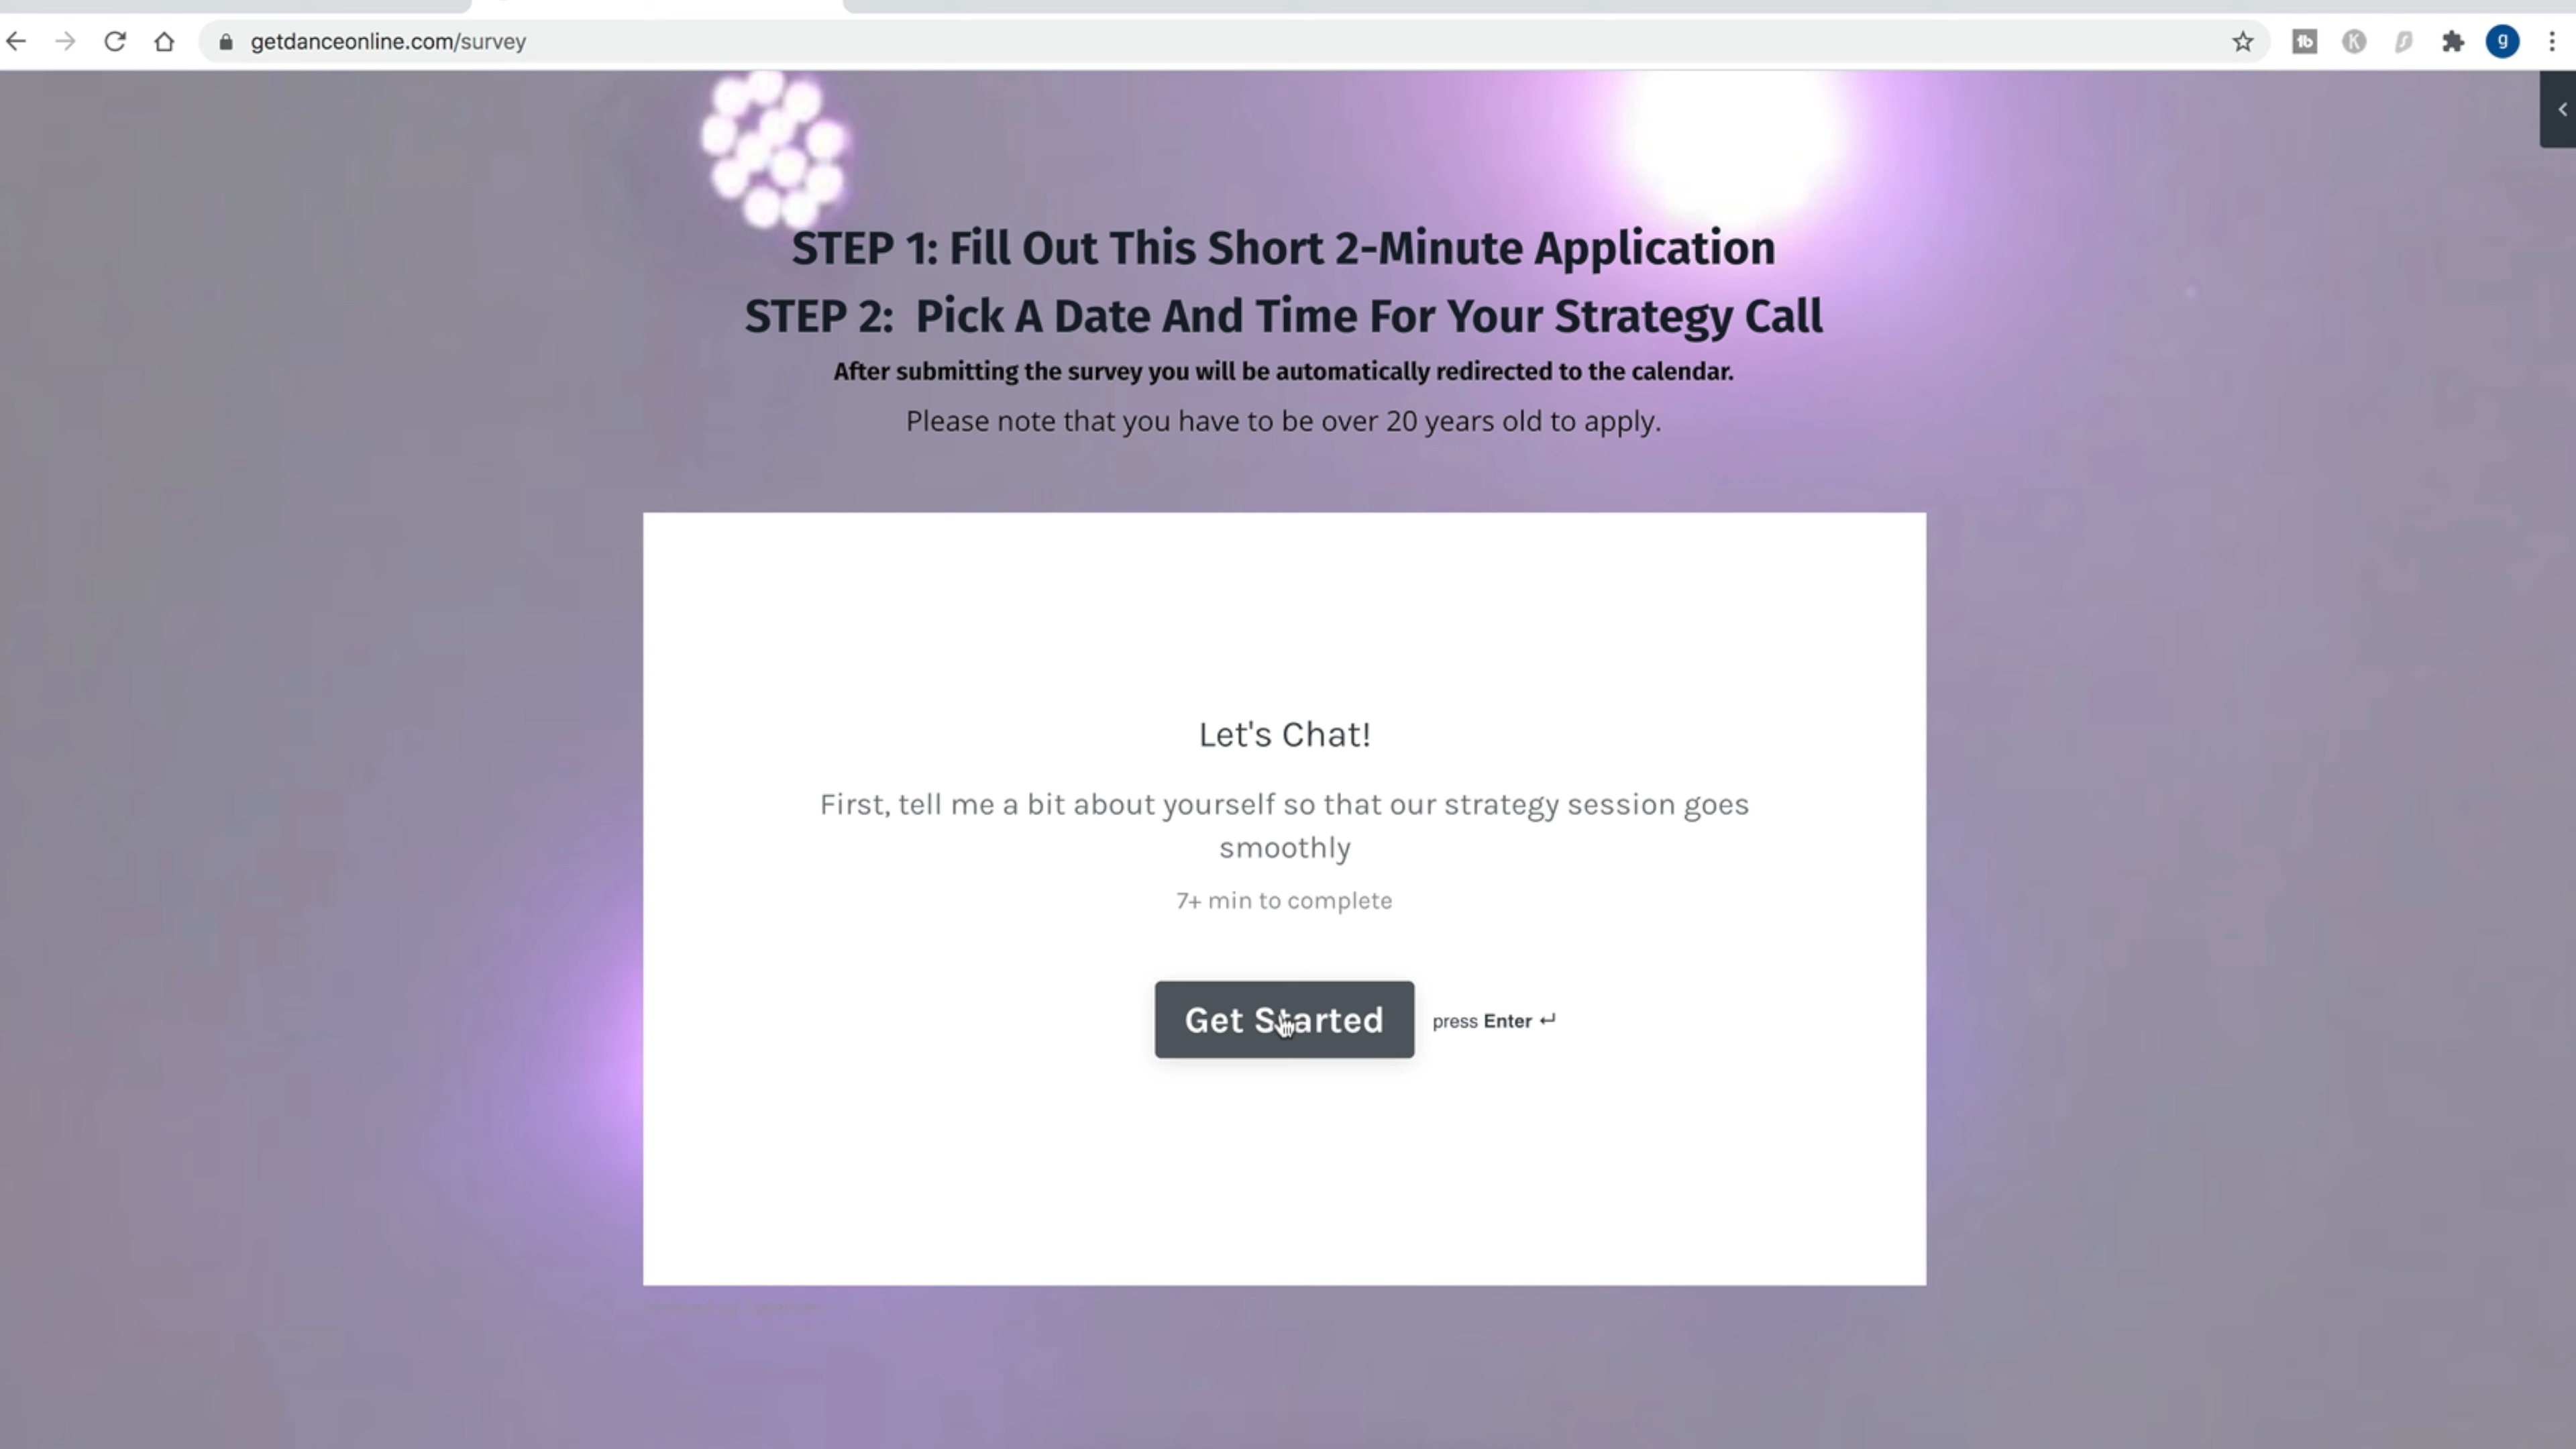 getdanceonline.com/survey
tb
K
g
STEP 1: Fill Out This Short 2-Minute Application
STEP 2: Pick A Date And Time For Your Strategy Call
After submitting the survey you will be automatically redirected to the calendar.
Please note that you have to be over 20 years old to apply.
Let's Chat!
First, tell me a bit about yourself so that our strategy session goes
smoothly
7+ min to complete
Get Started
press Enter ↵